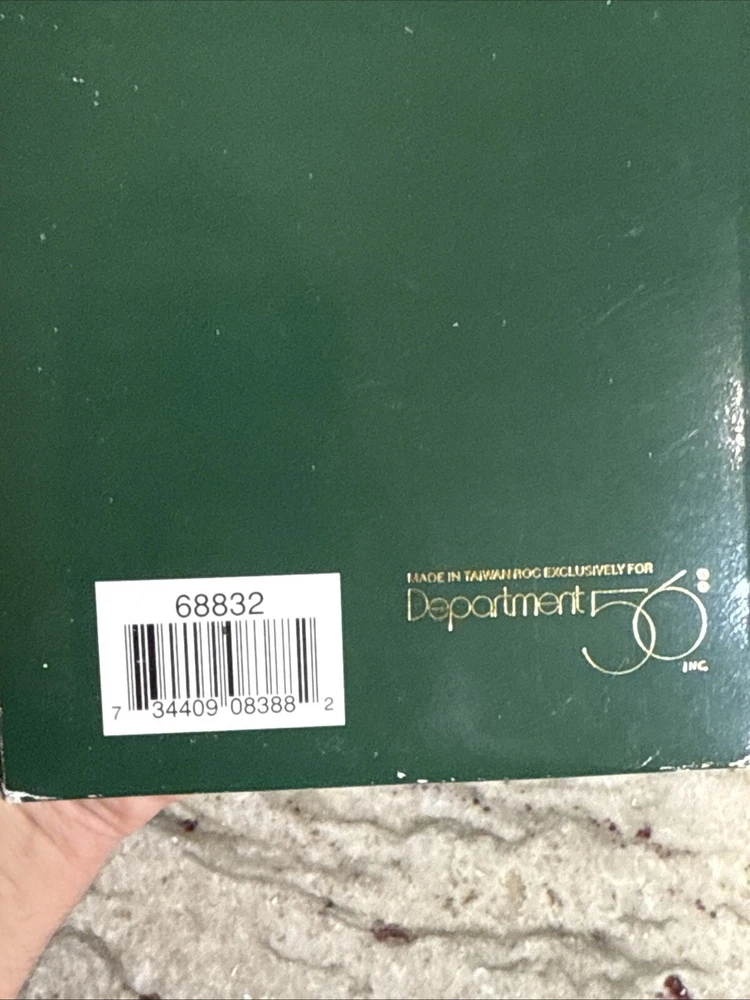 68832
7 34409 08388 2
MADE IN TAIWAN ROC EXCLUSIVELY FOR
Department 56
INC.